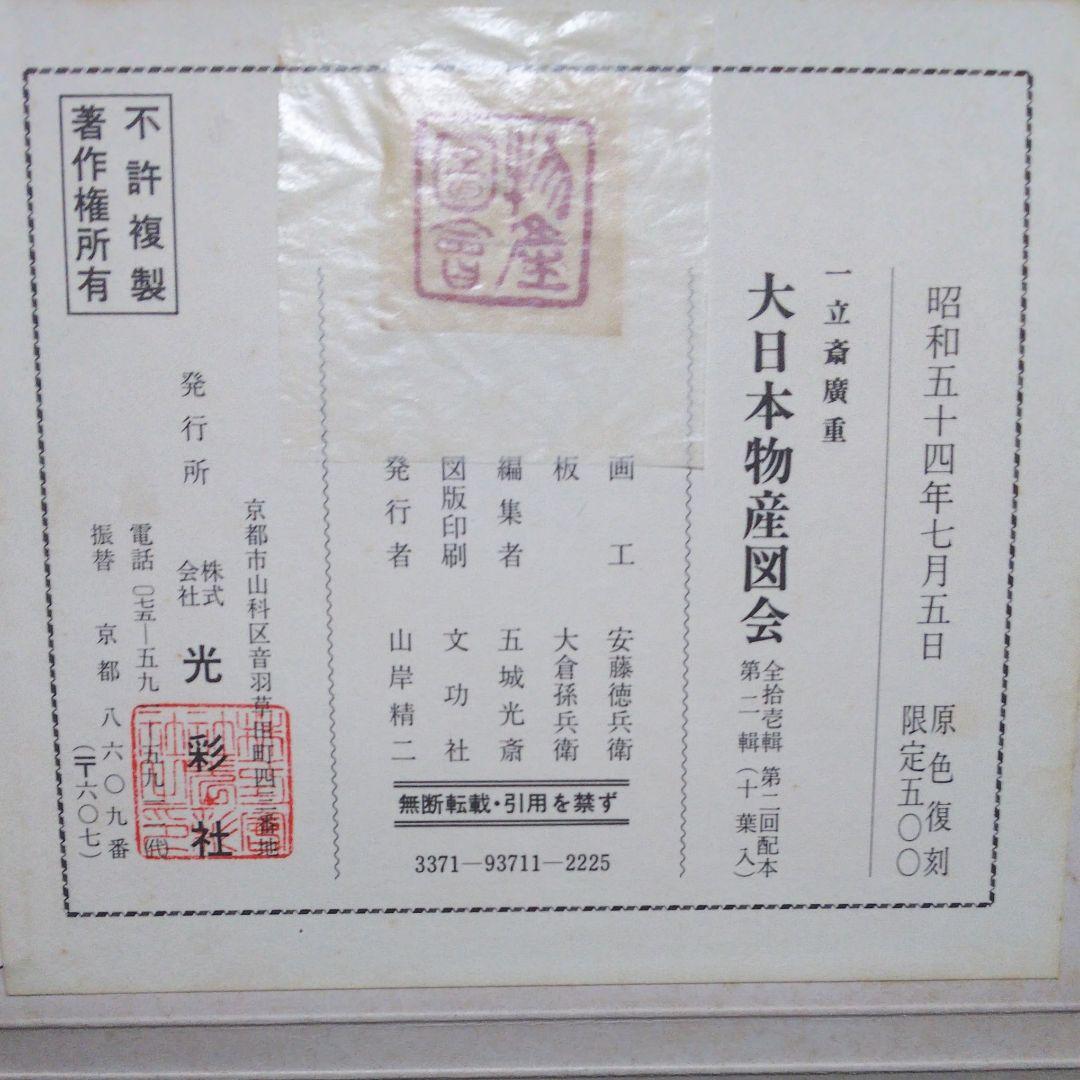 昭和五十四年七月五日
原色復刻
限定五〇〇
一立斎廣重
大日本物産図会
全拾壱輯 第二回配本
第二輯(十葉入)
物産
圖會
画工 安藤徳兵衛
板 大倉孫兵衛
編集者 五城光斎
図版印刷 文功社
発行者 山岸精二
無断転載・引用を禁ず
3371―93711―2225
京都市山科区音羽草田町四三番地
発行所 株式会社 光彩社
電話 〇七五―五九
振替 京都 八六〇九番
(〒六〇七)
不許複製
著作権所有